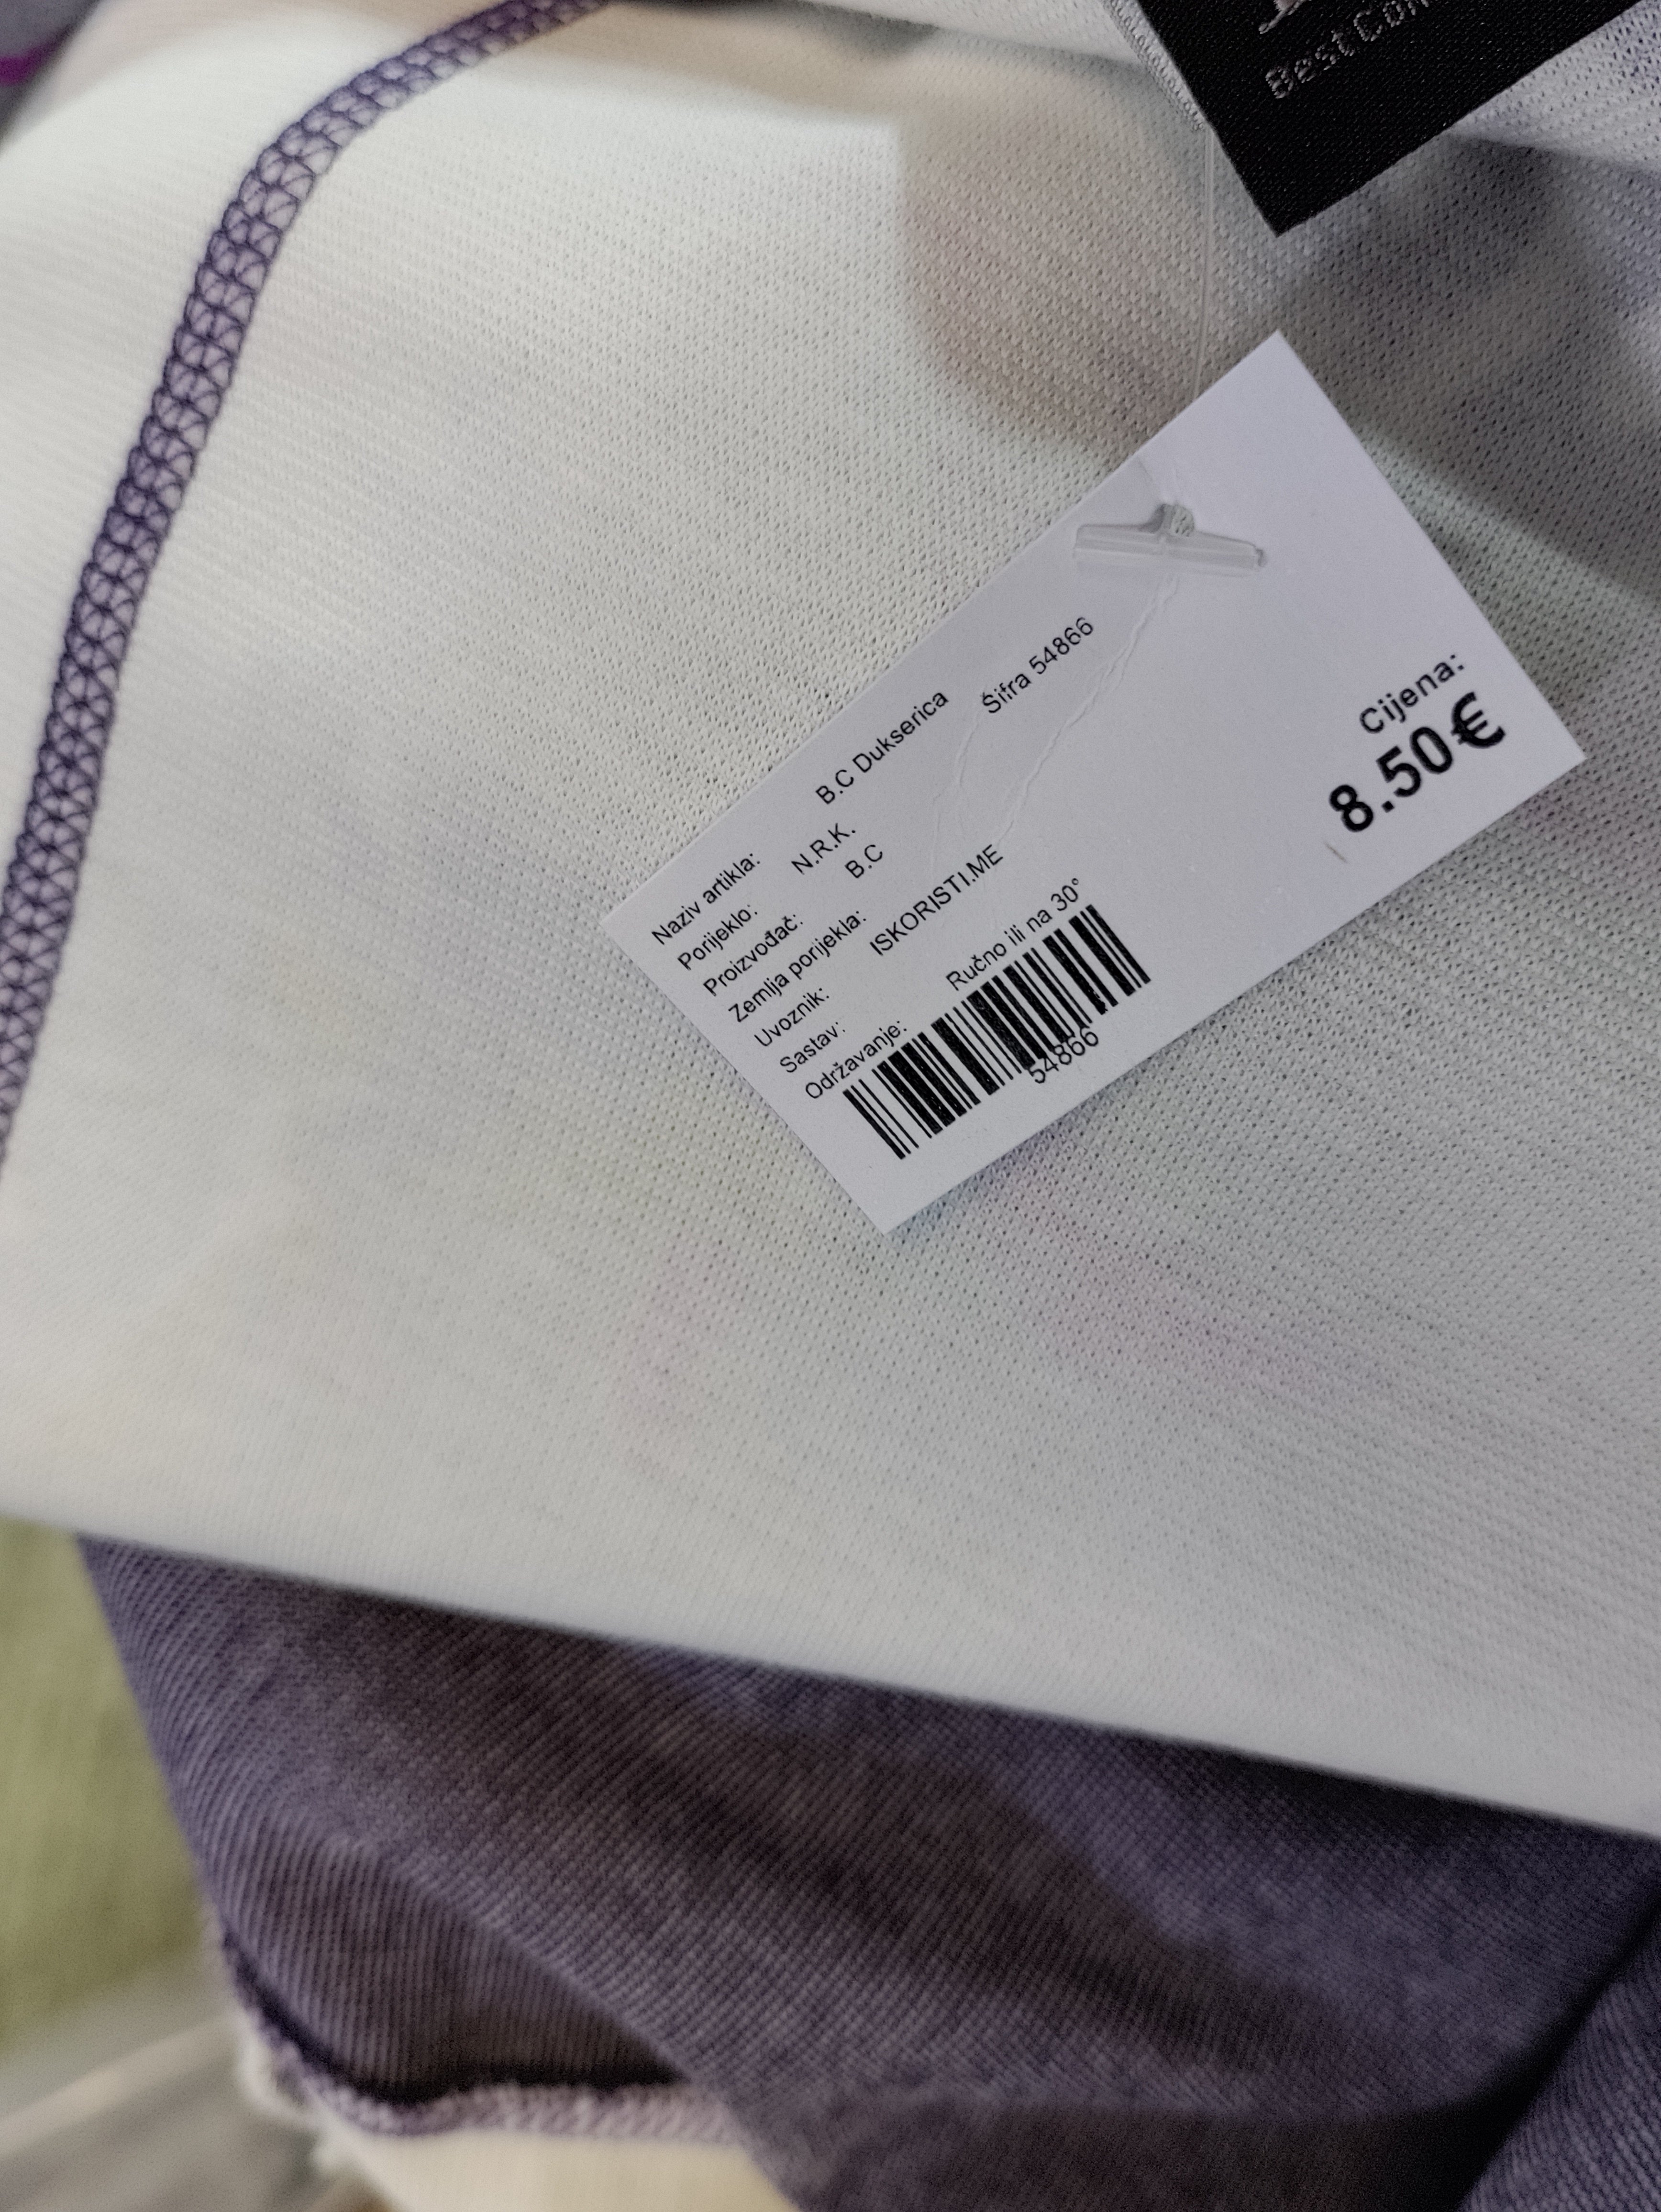 Best Con
Naziv artikla: B.C Dukserica Šifra 54866
Porijeklo: N.R.K.
Proizvođač: B.C
Zemlja porijekla:
Uvoznik: ISKORISTI.ME
Sastav:
Održavanje: Ručno ili na 30°
54866
Cijena:
8.50€